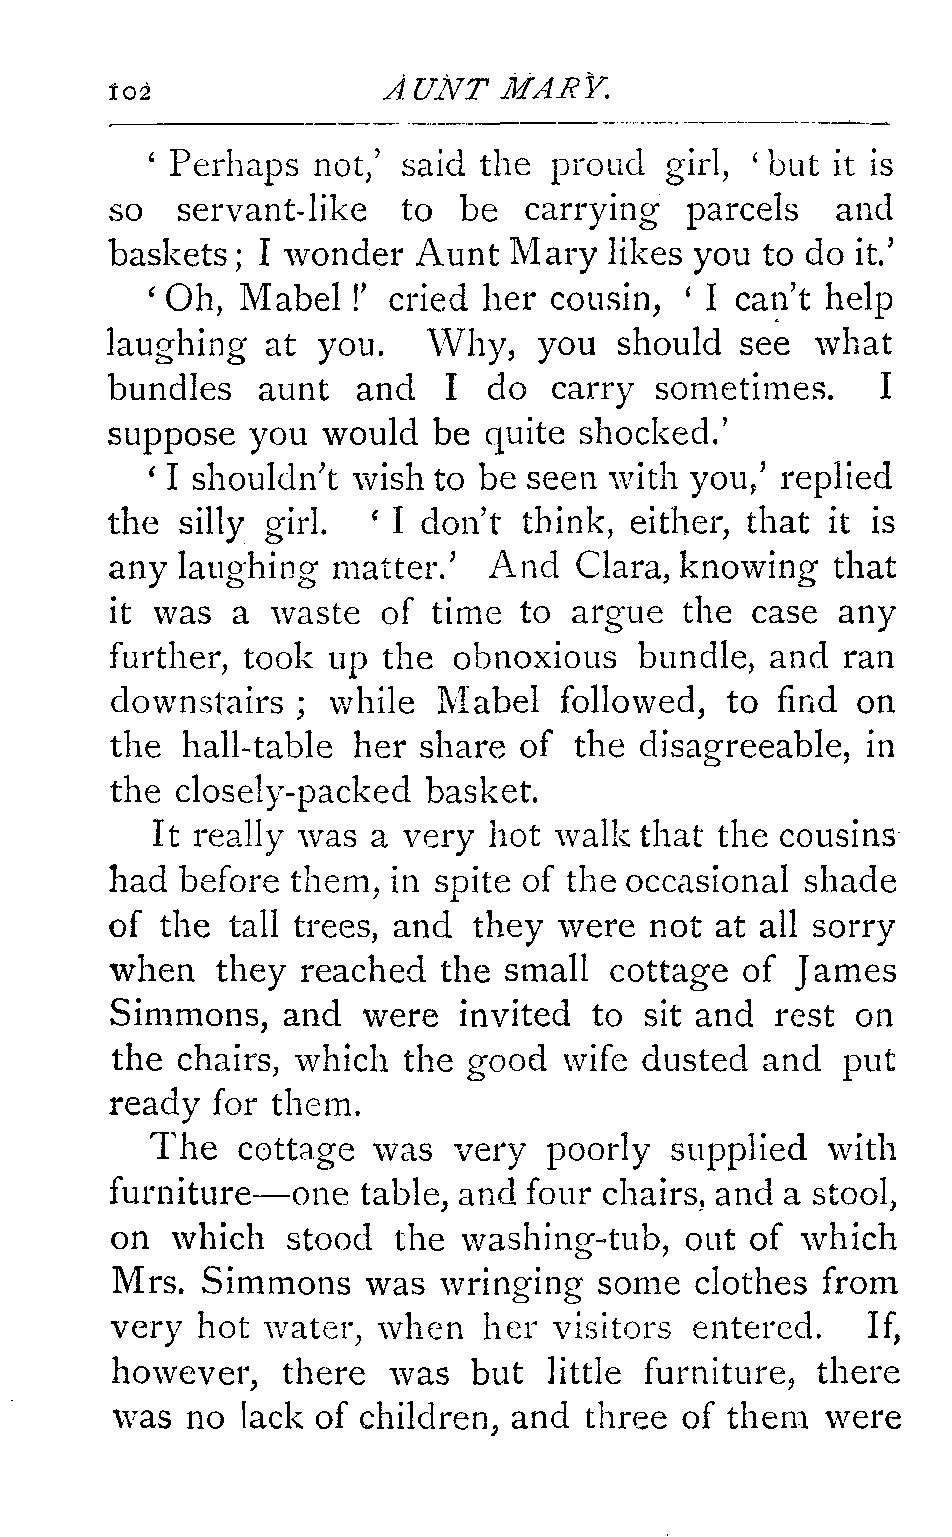 102 AUNT MARY.
‘ Perhaps not,’ said the proud girl, ‘ but it is
so servant-like to be carrying parcels and
baskets ; I wonder Aunt Mary likes you to do it.’
‘ Oh, Mabel !’ cried her cousin, ‘ I can’t help
laughing at you. Why, you should see what
bundles aunt and I do carry sometimes. I
suppose you would be quite shocked.’
‘ I shouldn’t wish to be seen with you,’ replied
the silly girl. ‘ I don’t think, either, that it is
any laughing matter.’ And Clara, knowing that
it was a waste of time to argue the case any
further, took up the obnoxious bundle, and ran
downstairs ; while Mabel followed, to find on
the hall-table her share of the disagreeable, in
the closely-packed basket.
It really was a very hot walk that the cousins
had before them, in spite of the occasional shade
of the tall trees, and they were not at all sorry
when they reached the small cottage of James
Simmons, and were invited to sit and rest on
the chairs, which the good wife dusted and put
ready for them.
The cottage was very poorly supplied with
furniture—one table, and four chairs, and a stool,
on which stood the washing-tub, out of which
Mrs. Simmons was wringing some clothes from
very hot water, when her visitors entered. If,
however, there was but little furniture, there
was no lack of children, and three of them were